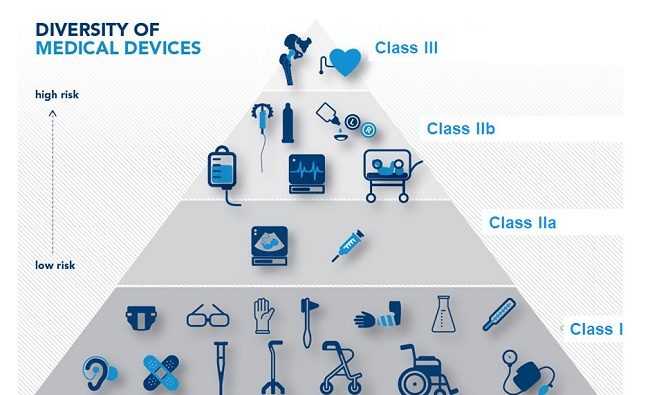 DIVERSITY OF
MEDICAL DEVICES
Class III
high risk
Class IIb
L R
Class IIa
low risk
Class I